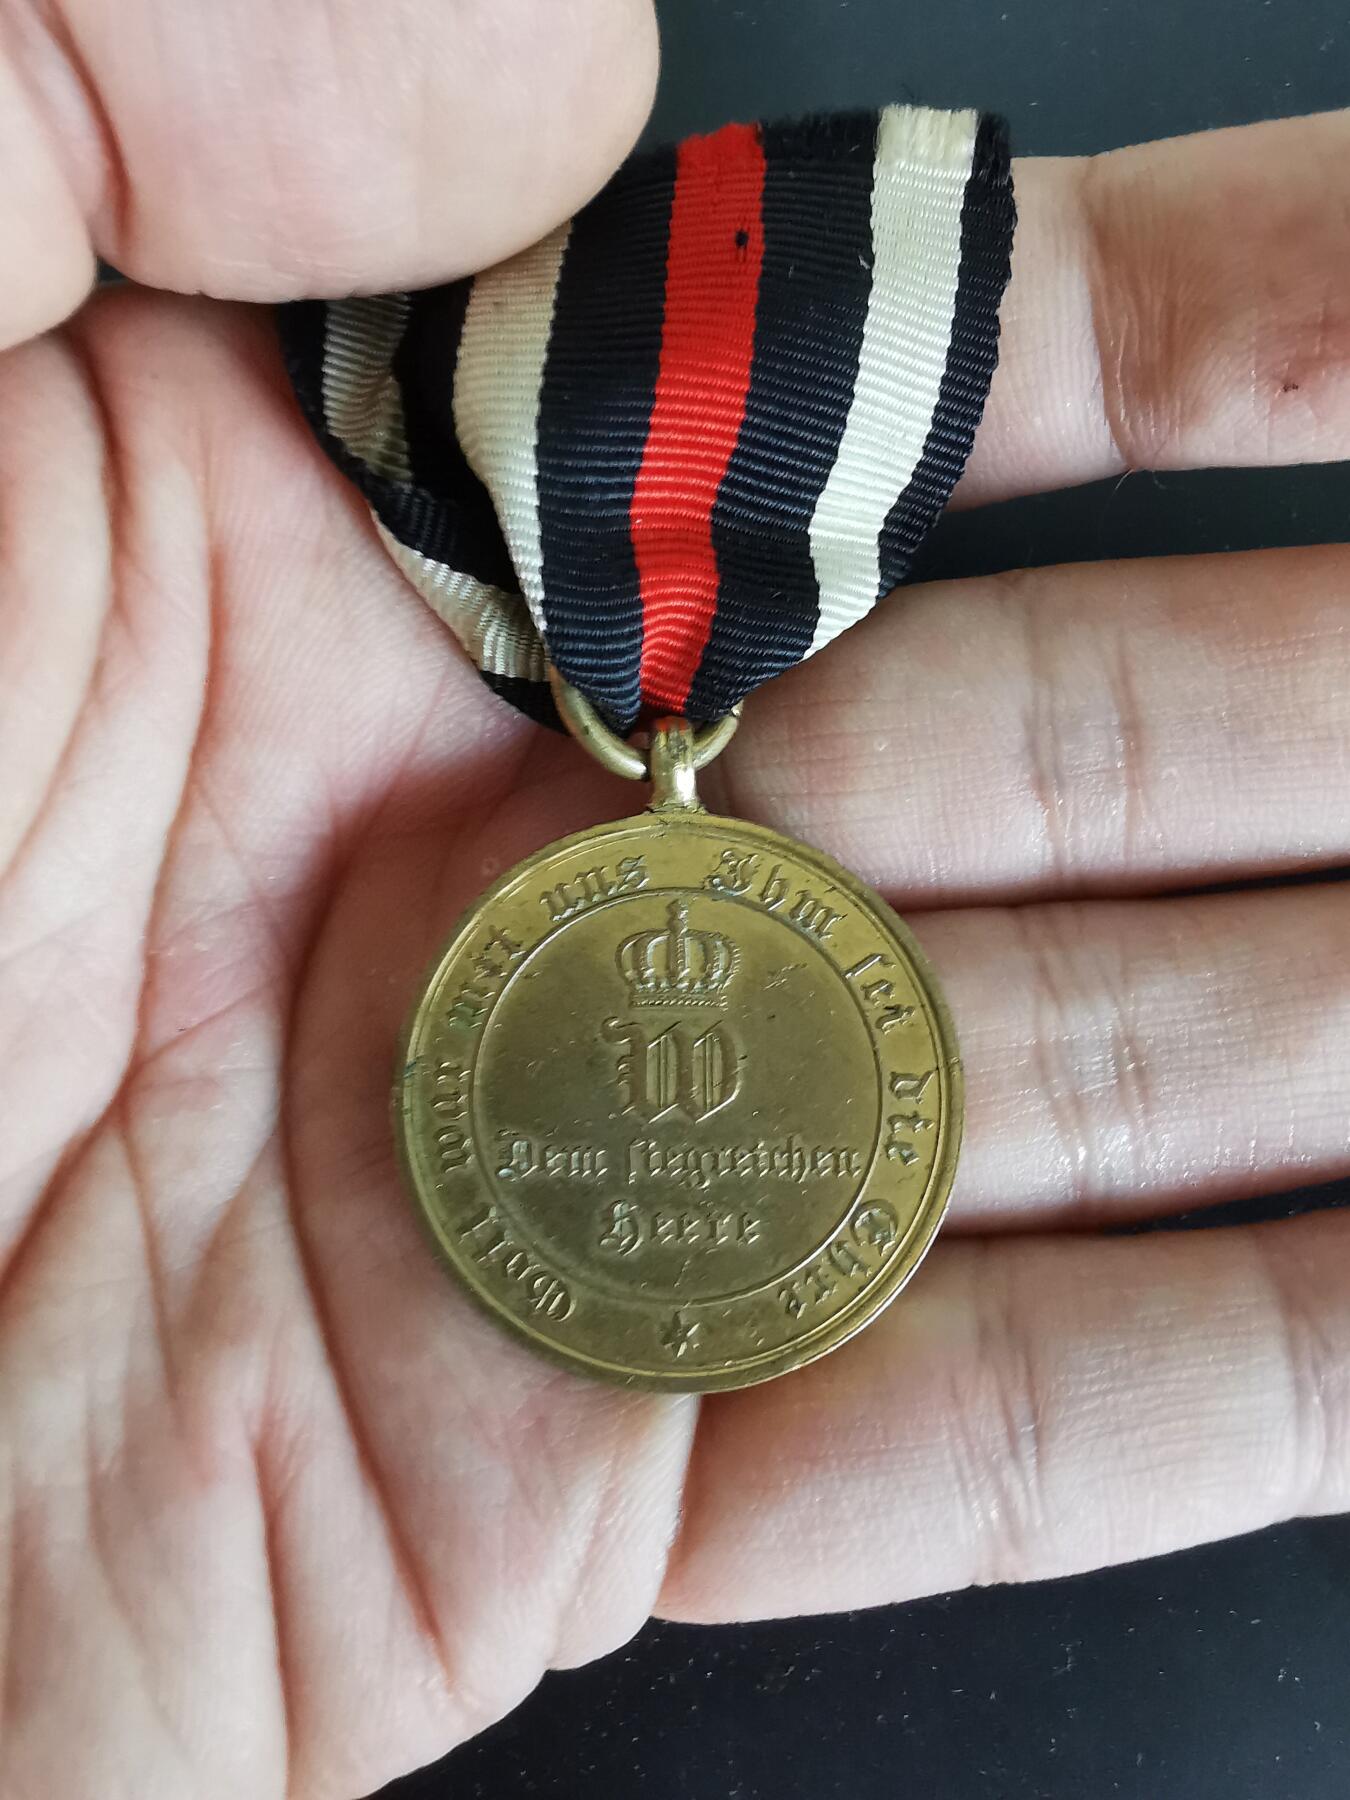 Gott war mit uns Ihm sei die Ehre
W
Dem siegreichen
Heere